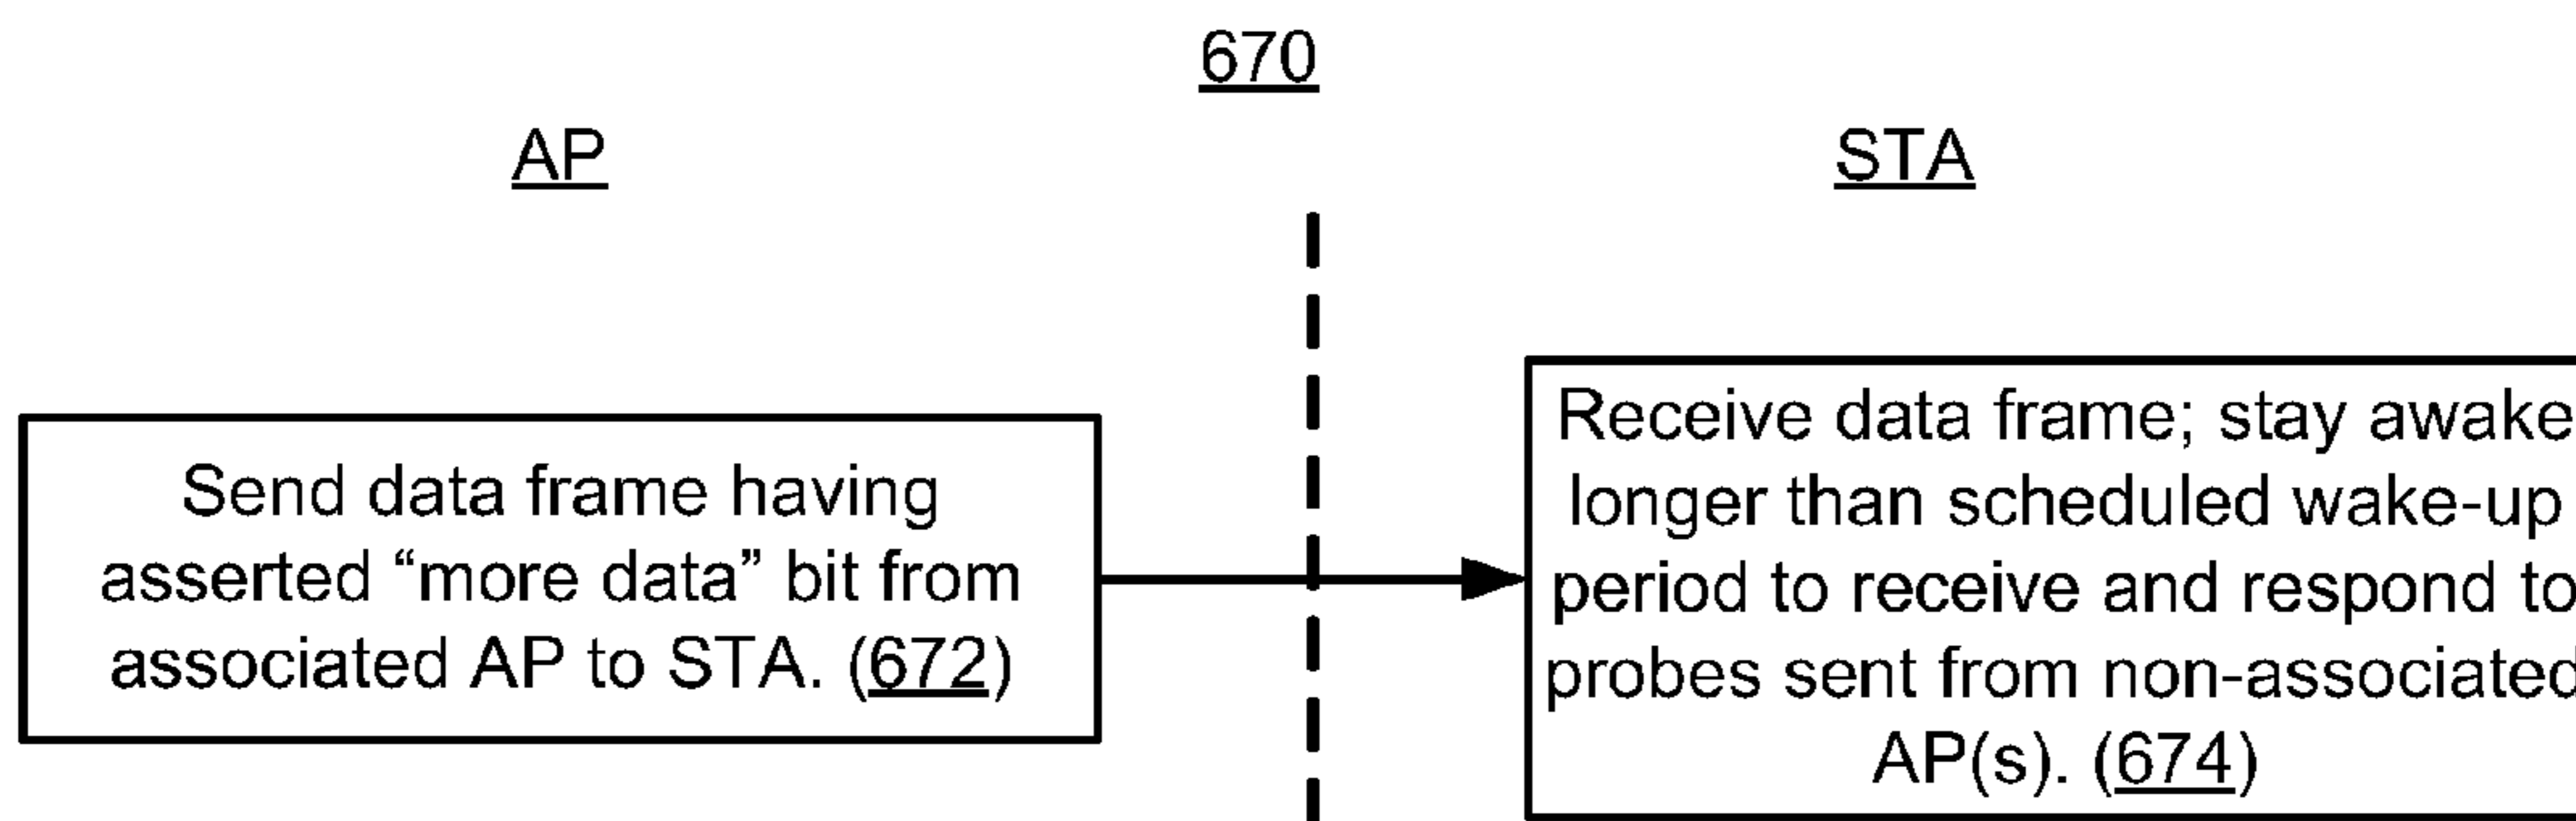 670
AP
STA
Send data frame having
asserted “more data” bit from
associated AP to STA. (672)
Receive data frame; stay awake
longer than scheduled wake-up
period to receive and respond to
probes sent from non-associated
AP(s). (674)